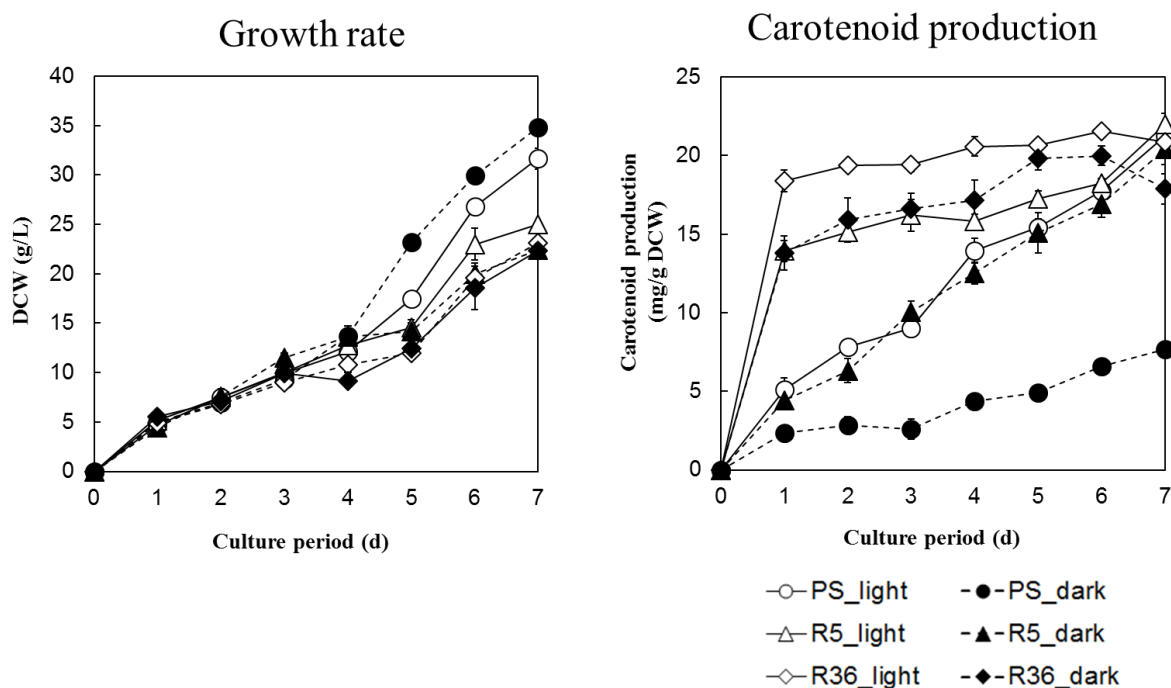 Growth rate
40
35
30
25
20
15
10
5
0
DCW (g/L)
0 1 2 3 4 5 6 7
Culture period (d)
Carotenoid production
25
20
15
10
5
0
Carotenoid production
(mg/g DCW)
0 1 2 3 4 5 6 7
Culture period (d)
PS_light PS_dark
R5_light R5_dark
R36_light R36_dark